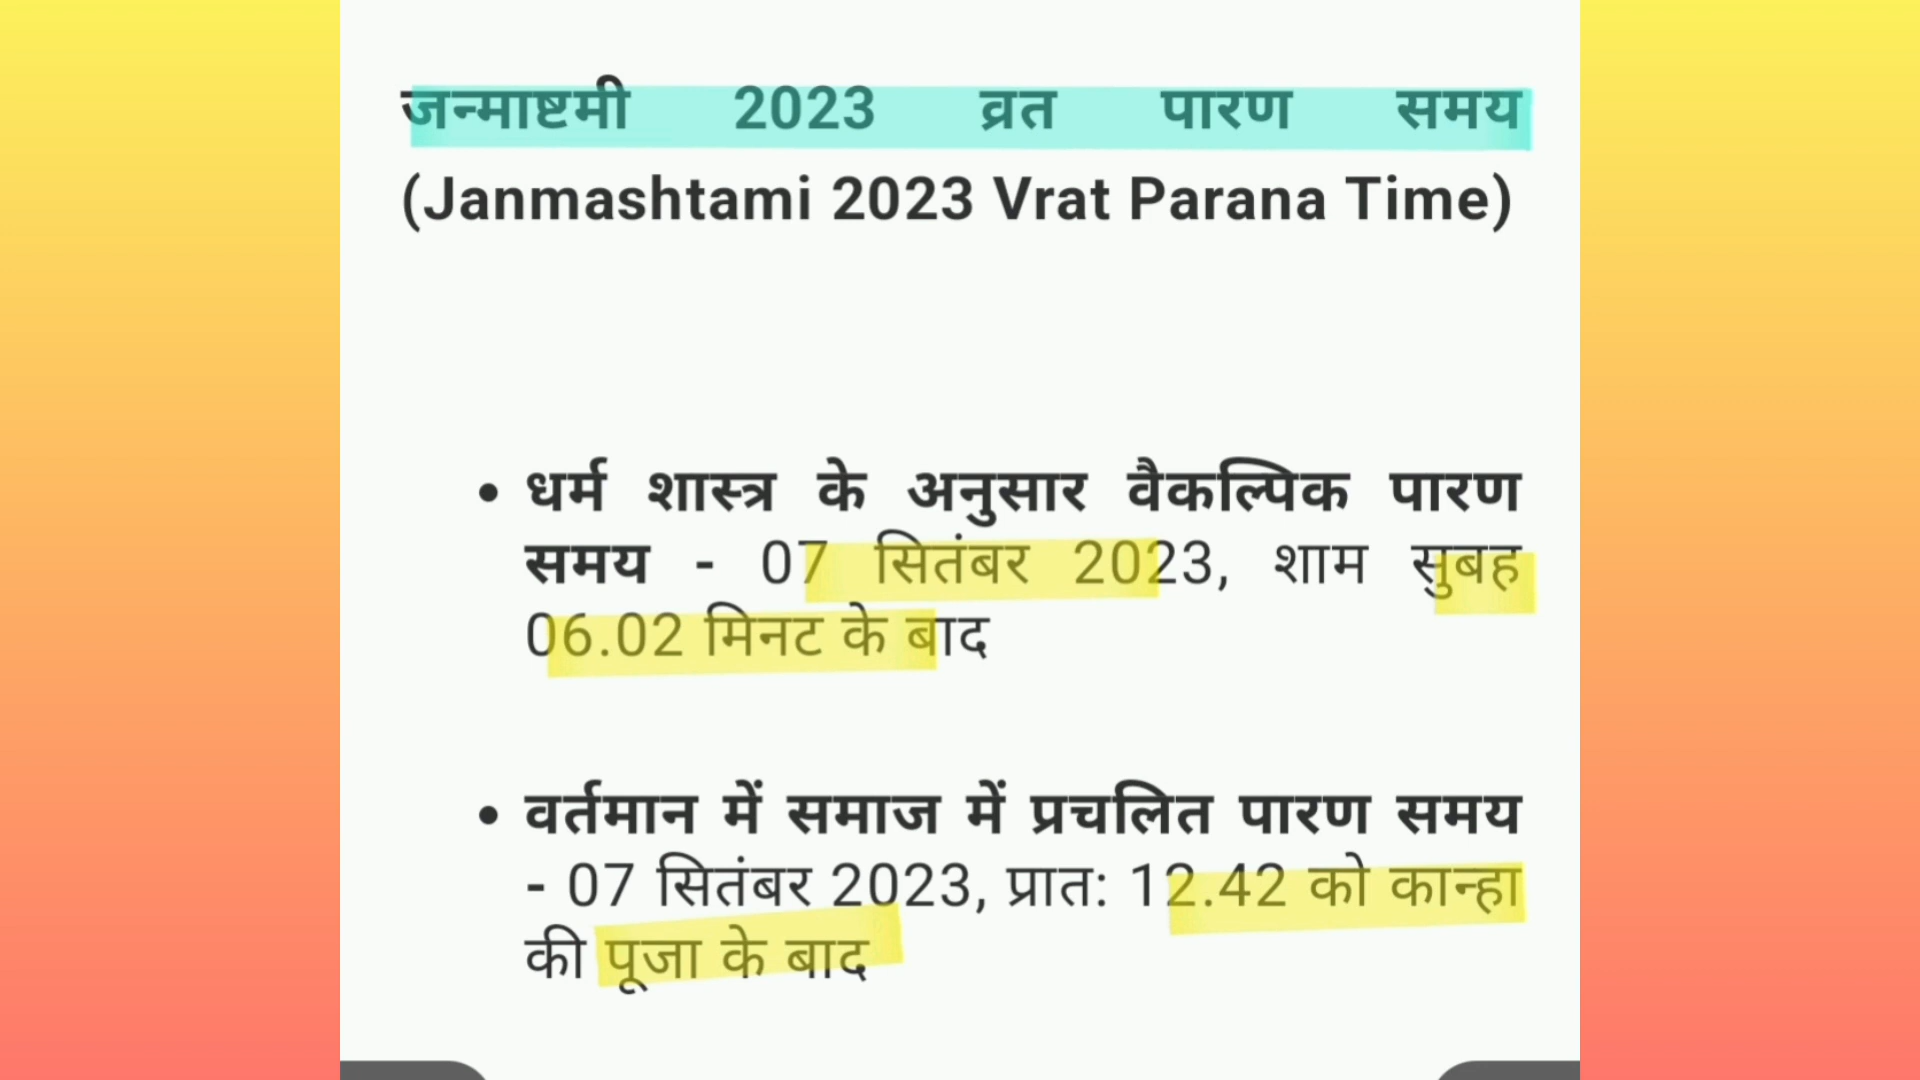 जन्माष्टमी 2023 व्रत पारण समय
(Janmashtami 2023 Vrat Parana Time)
• धर्म शास्त्र के अनुसार वैकल्पिक पारण
समय - 07 सितंबर 2023, शाम सुबह
06.02 मिनट के बाद
• वर्तमान में समाज में प्रचलित पारण समय
- 07 सितंबर 2023, प्रात: 12.42 को कान्हा
की पूजा के बाद